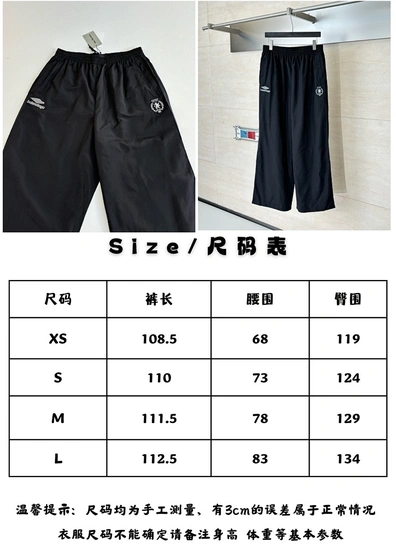 Size/尺码表
尺码 裤长 腰围 臀围
XS 108.5 68 119
S 110 73 124
M 111.5 78 129
L 112.5 83 134
温馨提示：尺码均为手工测量、有3cm的误差属于正常情况
衣服尺码不能确定请备注身高 体重等基本参数